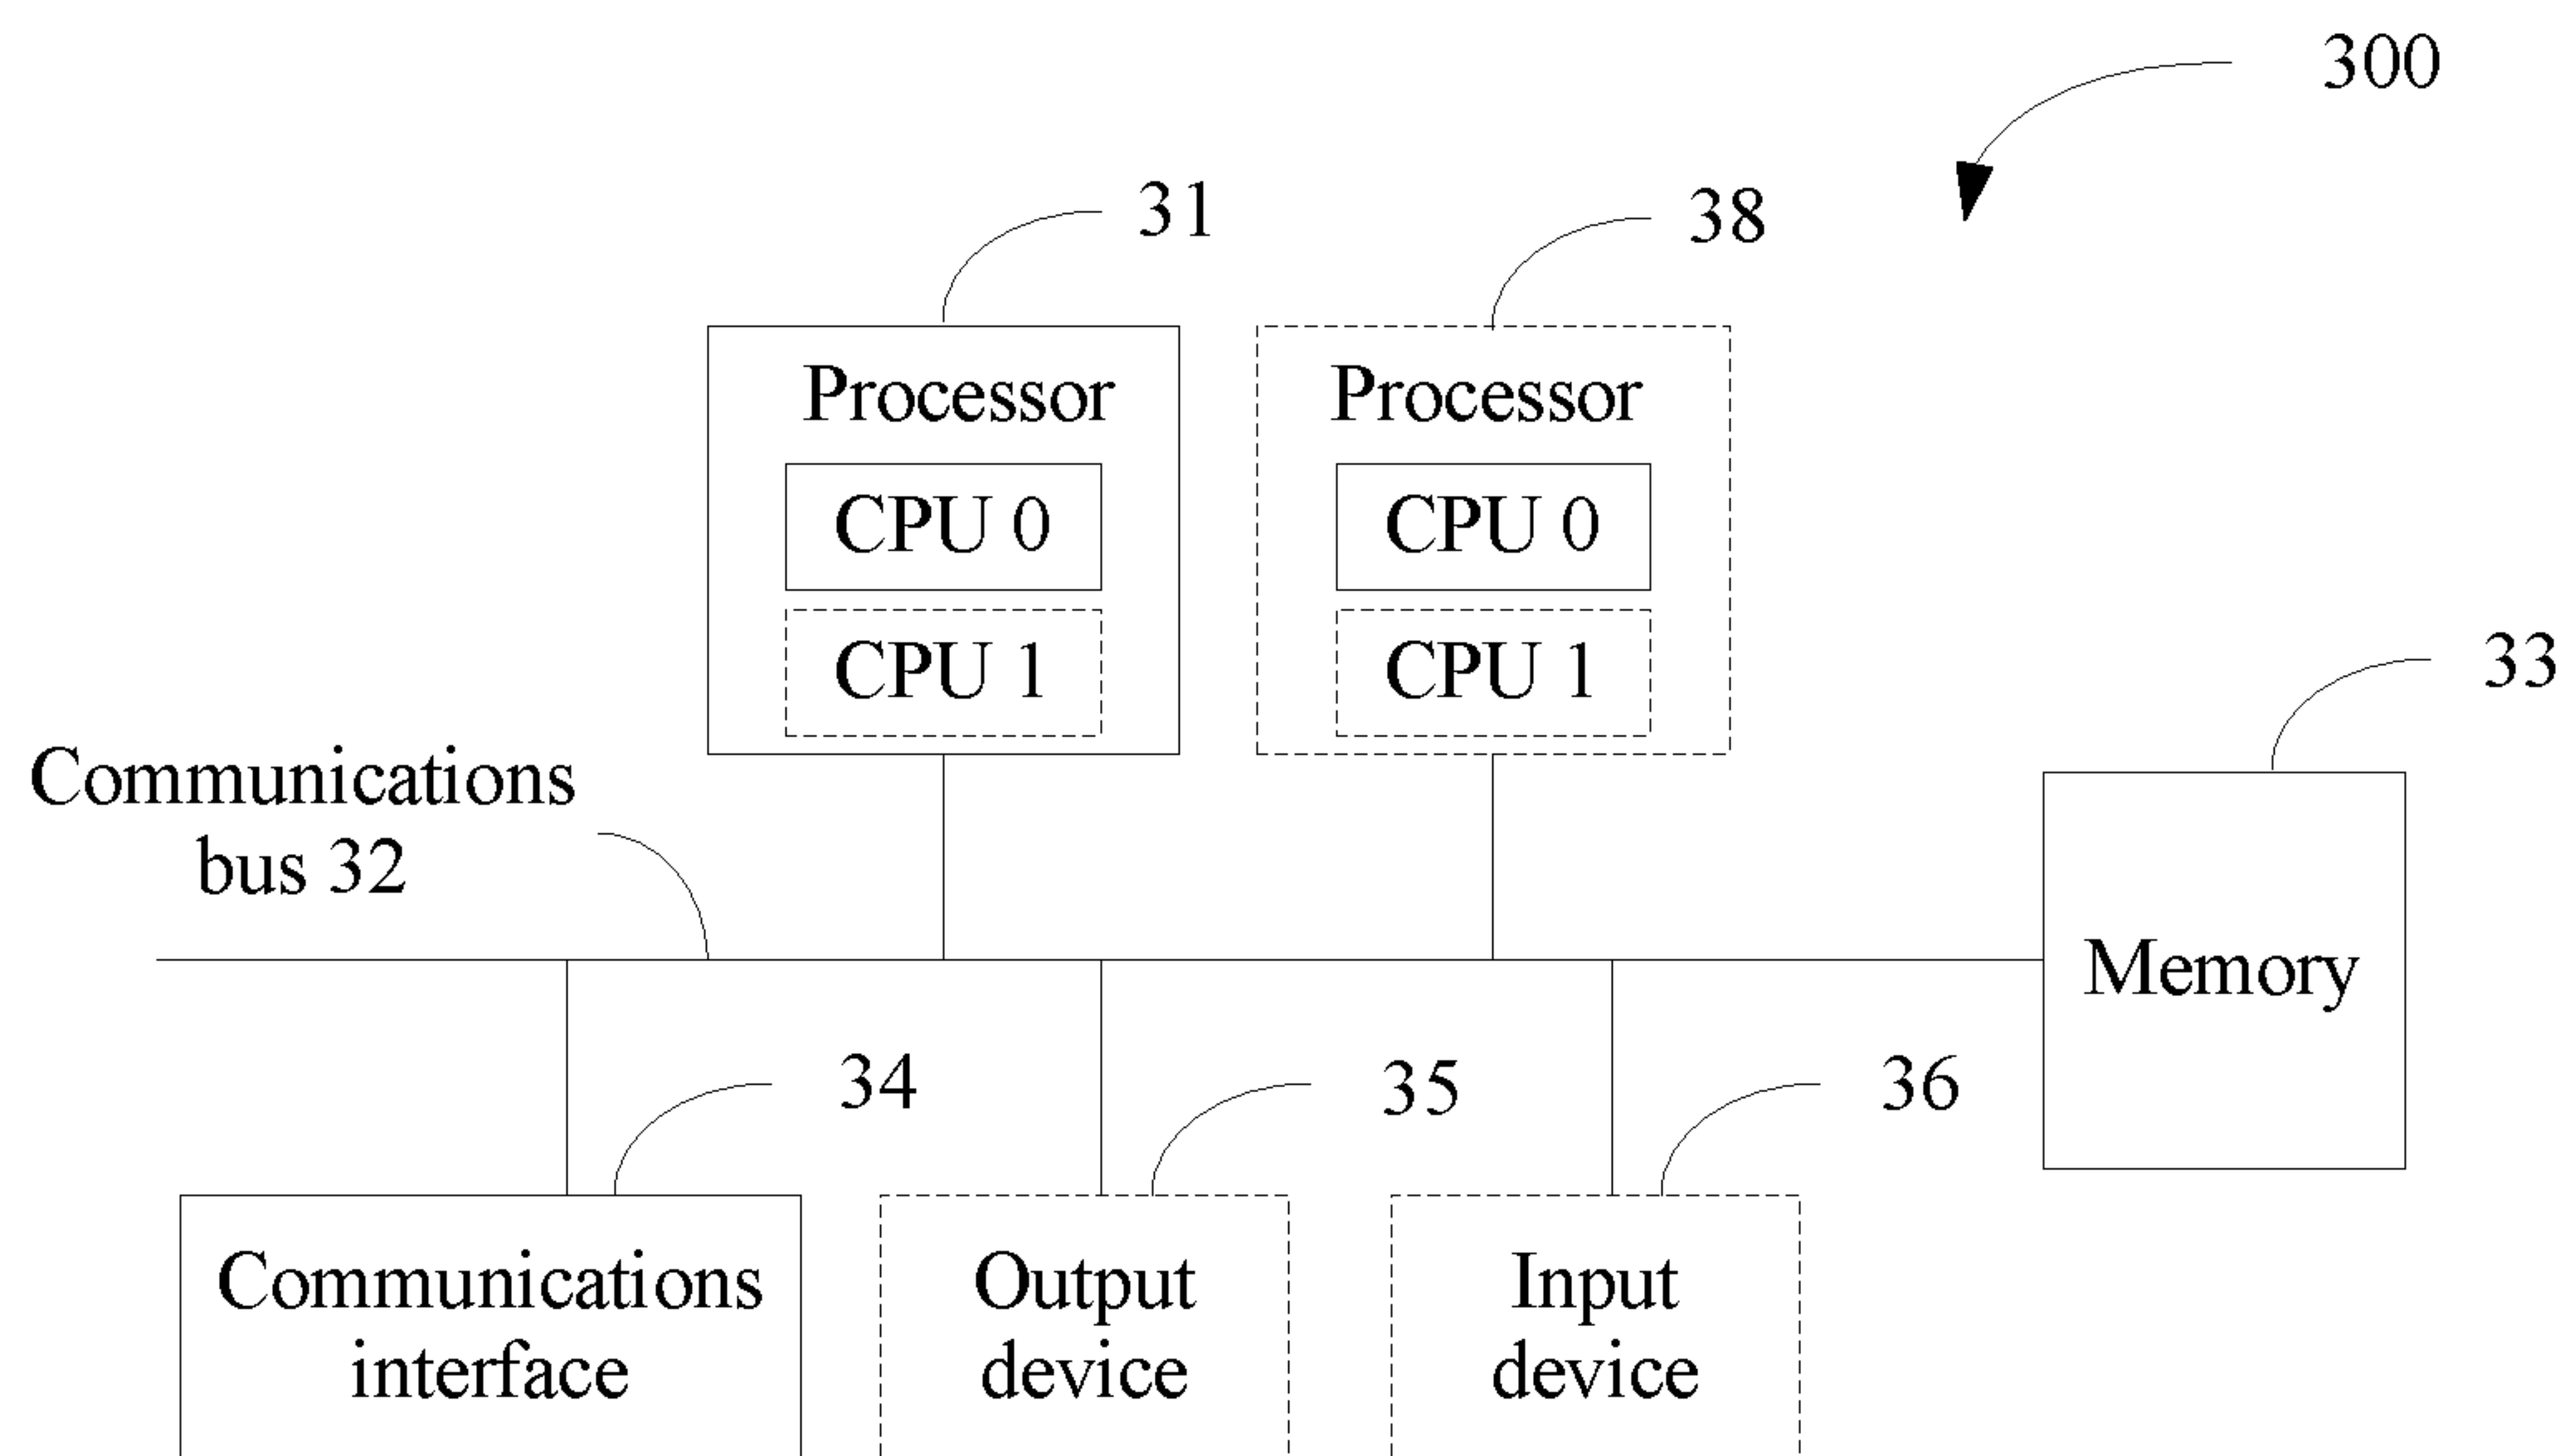 300
31
38
Processor
Processor
CPU 0
CPU 0
CPU 1
CPU 1
33
Communications
bus 32
Memory
34
35
36
Communications
interface
Output
device
Input
device